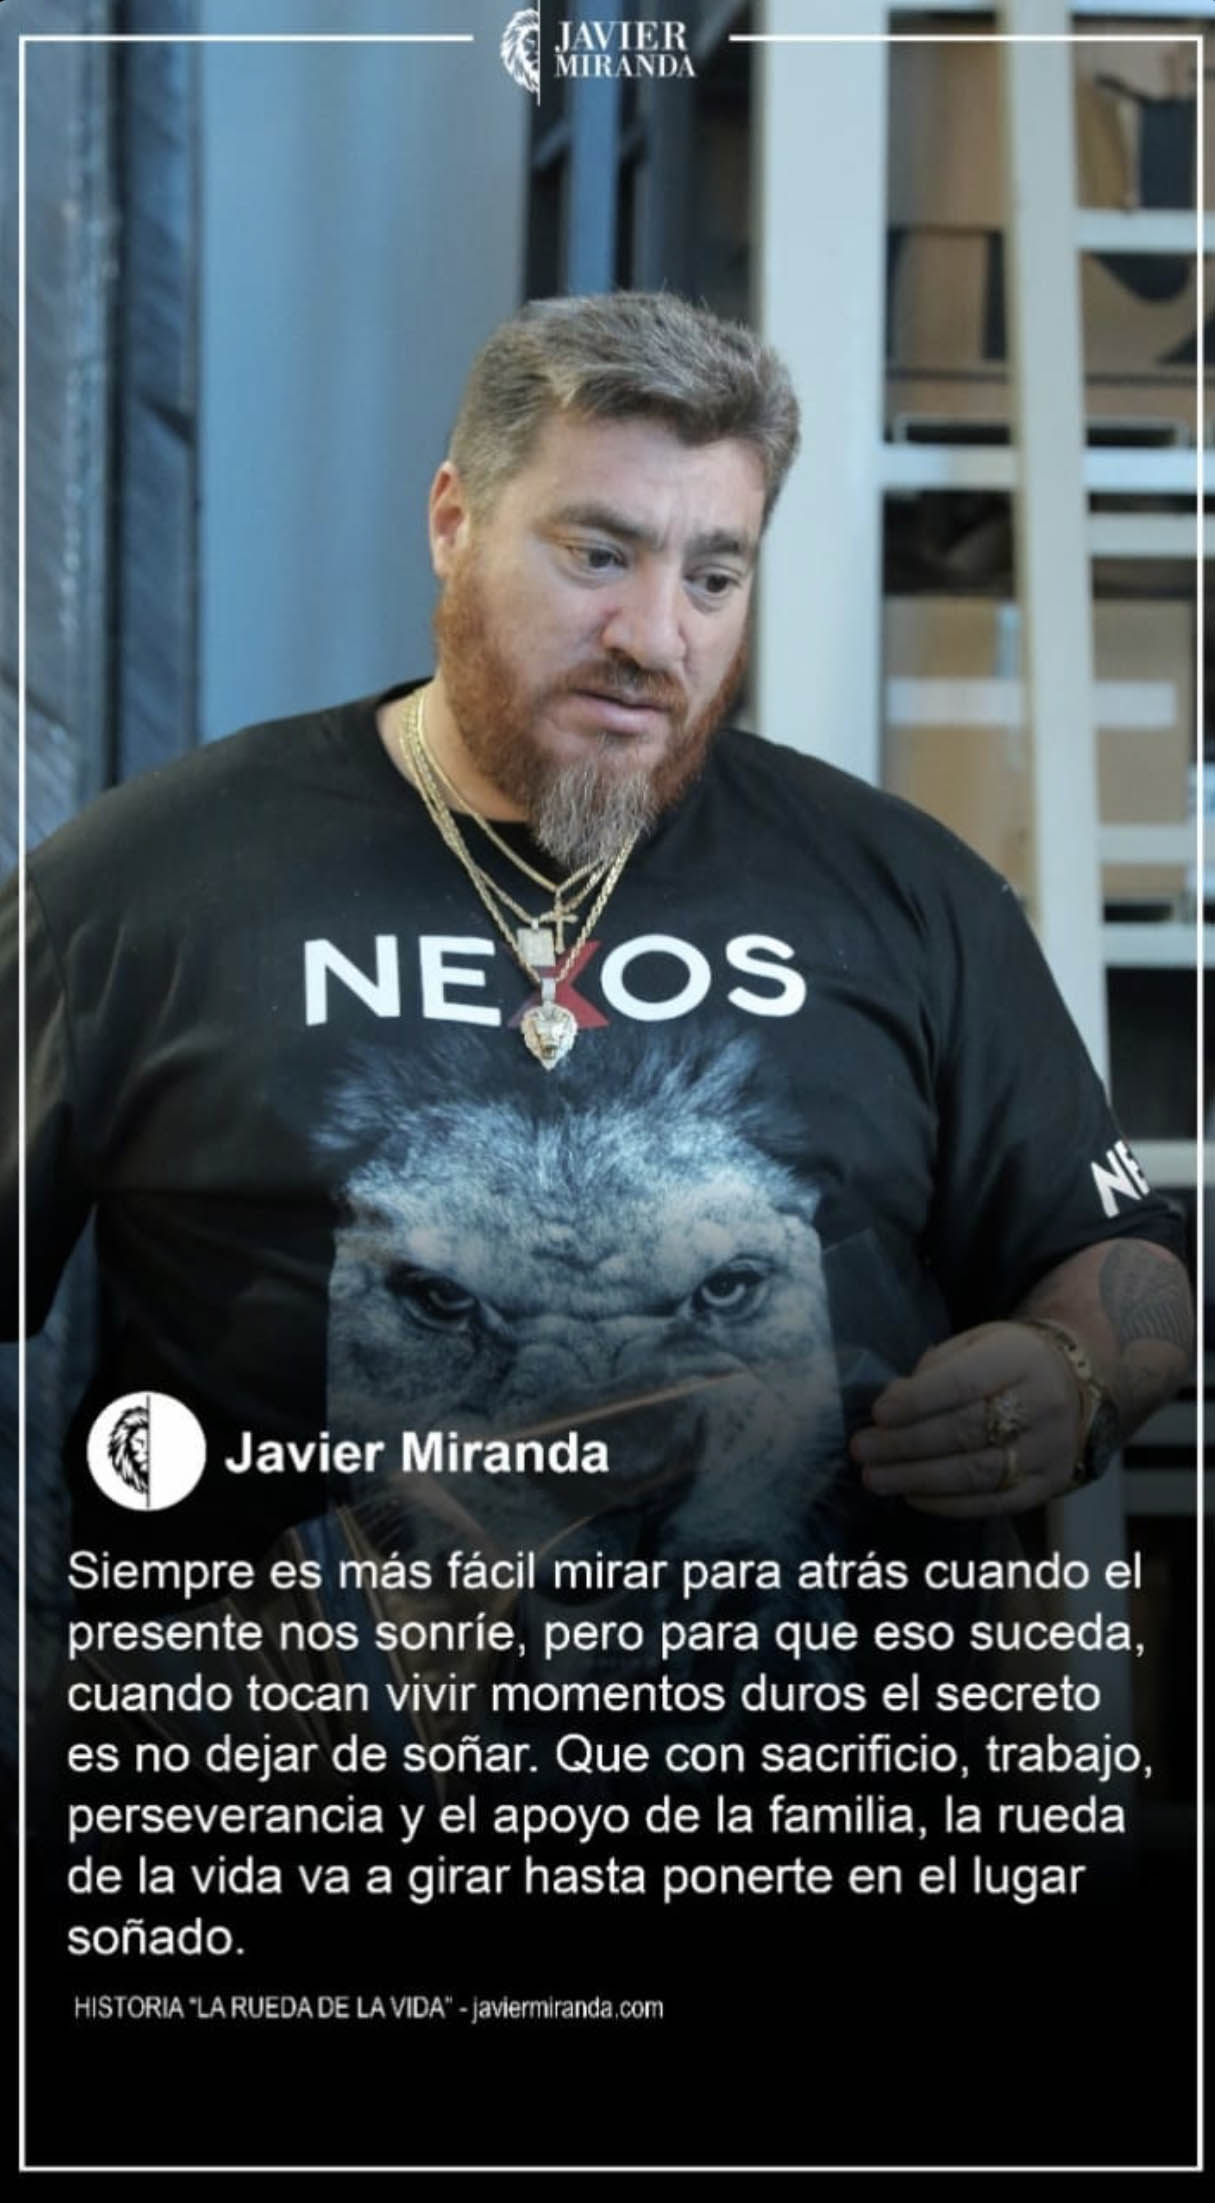 JAVIER
MIRANDA
NEXOS
NE
Javier Miranda
Siempre es más fácil mirar para atrás cuando el
presente nos sonríe, pero para que eso suceda,
cuando tocan vivir momentos duros el secreto
es no dejar de soñar. Que con sacrificio, trabajo,
perseverancia y el apoyo de la familia, la rueda
de la vida va a girar hasta ponerte en el lugar
soñado.
HISTORIA "LA RUEDA DE LA VIDA" - javiermiranda.com